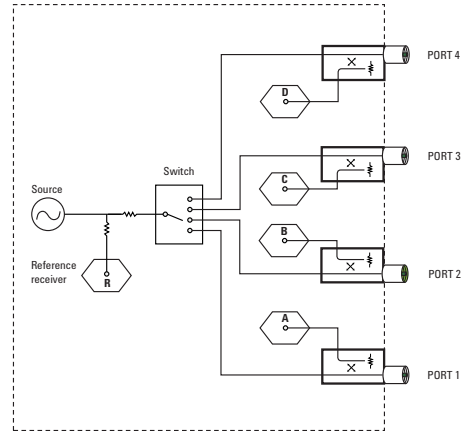 PORT 4
D
PORT 3
C
Switch
Source
B
Reference
receiver
R
PORT 2
A
PORT 1